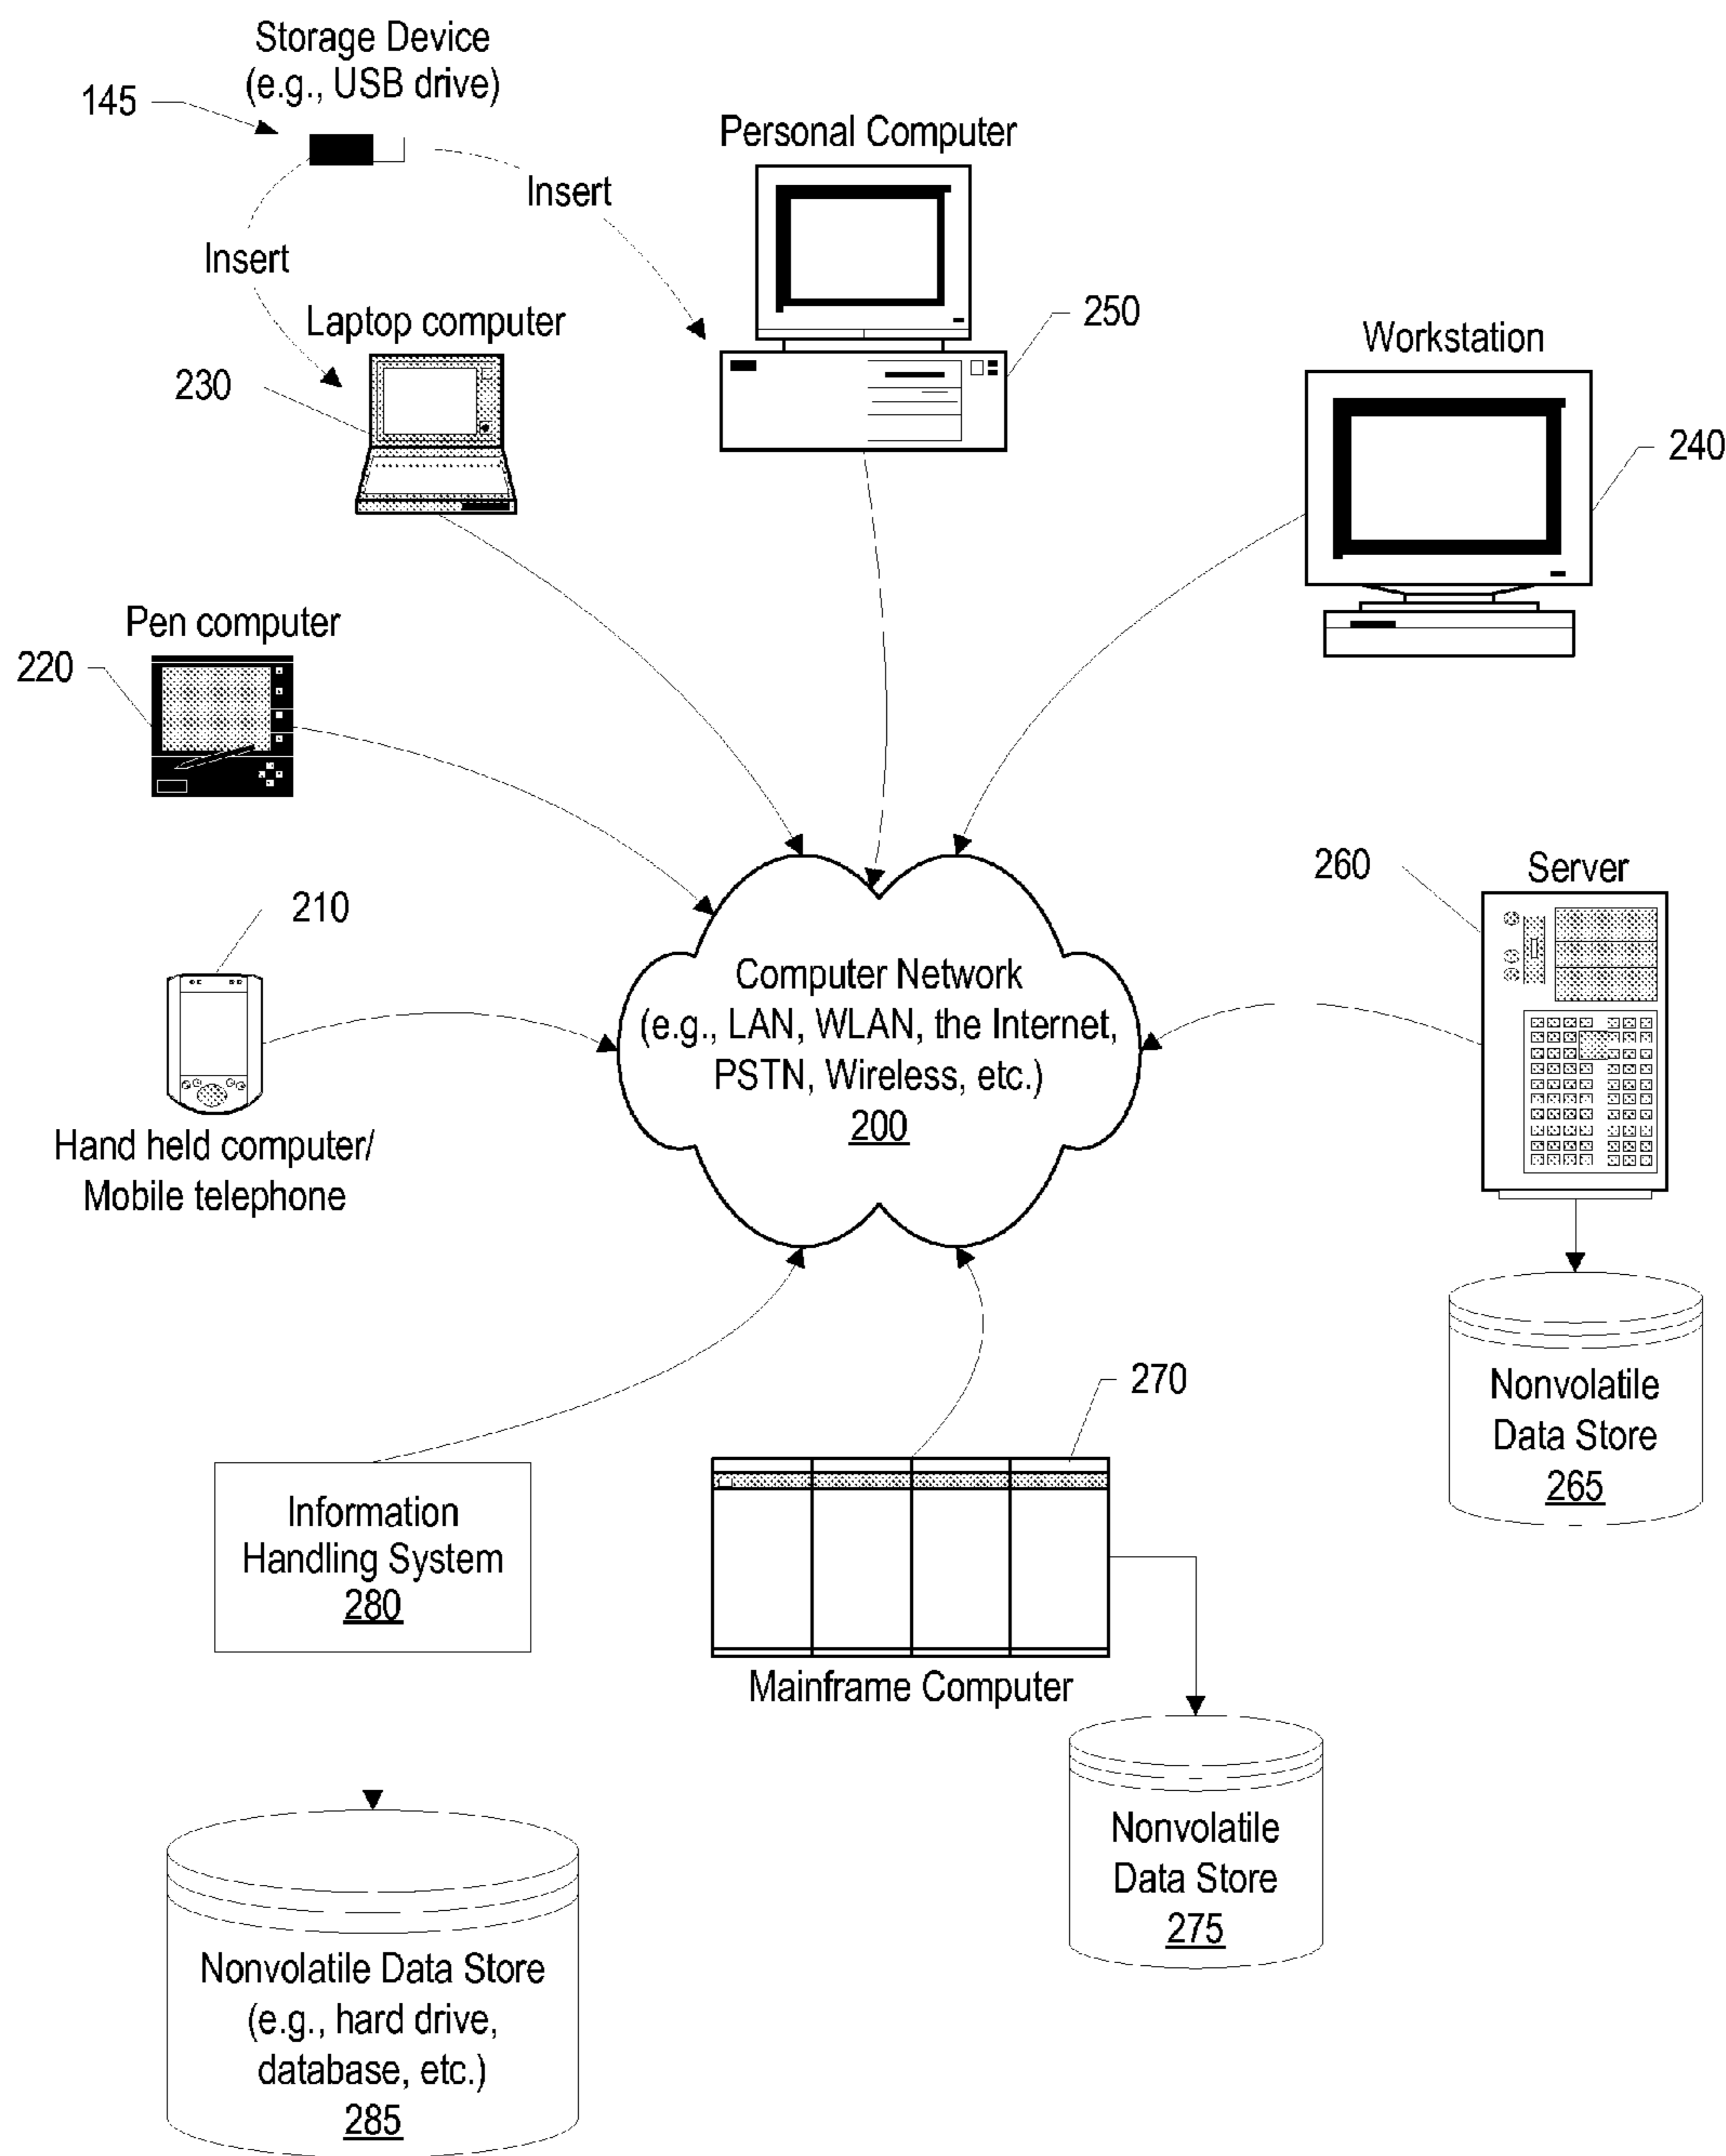 Storage Device
(e.g., USB drive)
145
Personal Computer
Insert
Insert
250
Laptop computer
230
Workstation
240
Pen computer
220
260
Server
210
Computer Network
(e.g., LAN, WLAN, the Internet,
PSTN, Wireless, etc.)
200
Hand held computer/
Mobile telephone
270
Nonvolatile
Data Store
265
Information
Handling System
280
Mainframe Computer
Nonvolatile
Data Store
275
Nonvolatile Data Store
(e.g., hard drive,
database, etc.)
285